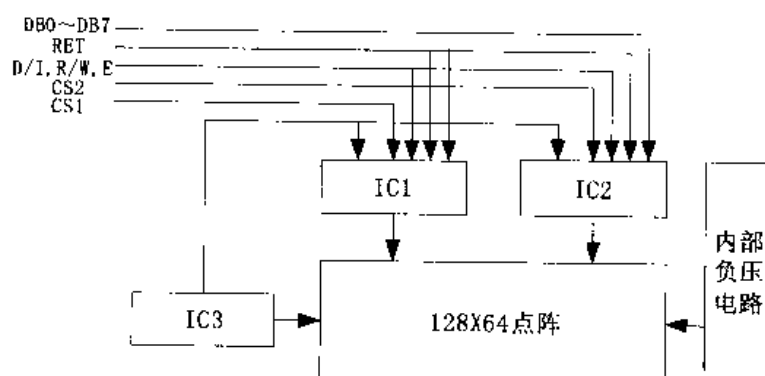 DB0～DB7
RET
D/I,R/W,E
CS2
CS1
IC1
IC2
内部
负压
电路
IC3
128X64点阵